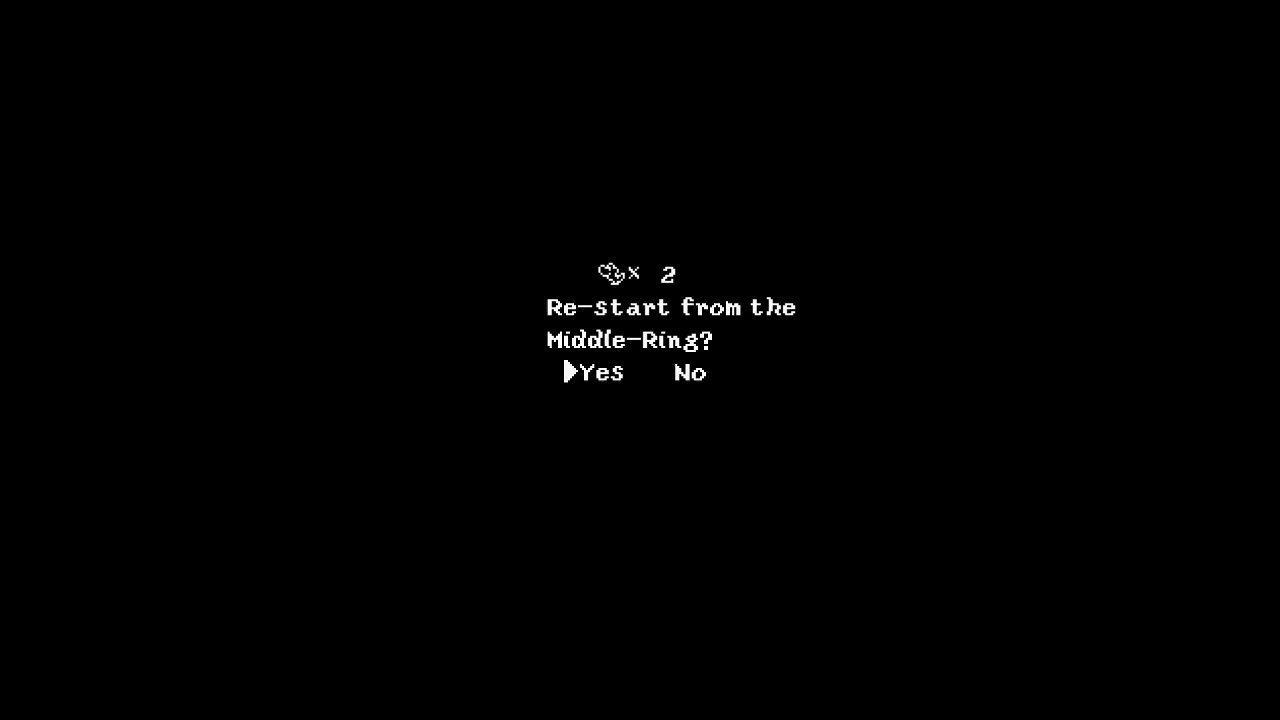 × 2
Re-start from the
Middle-Ring?
Yes No